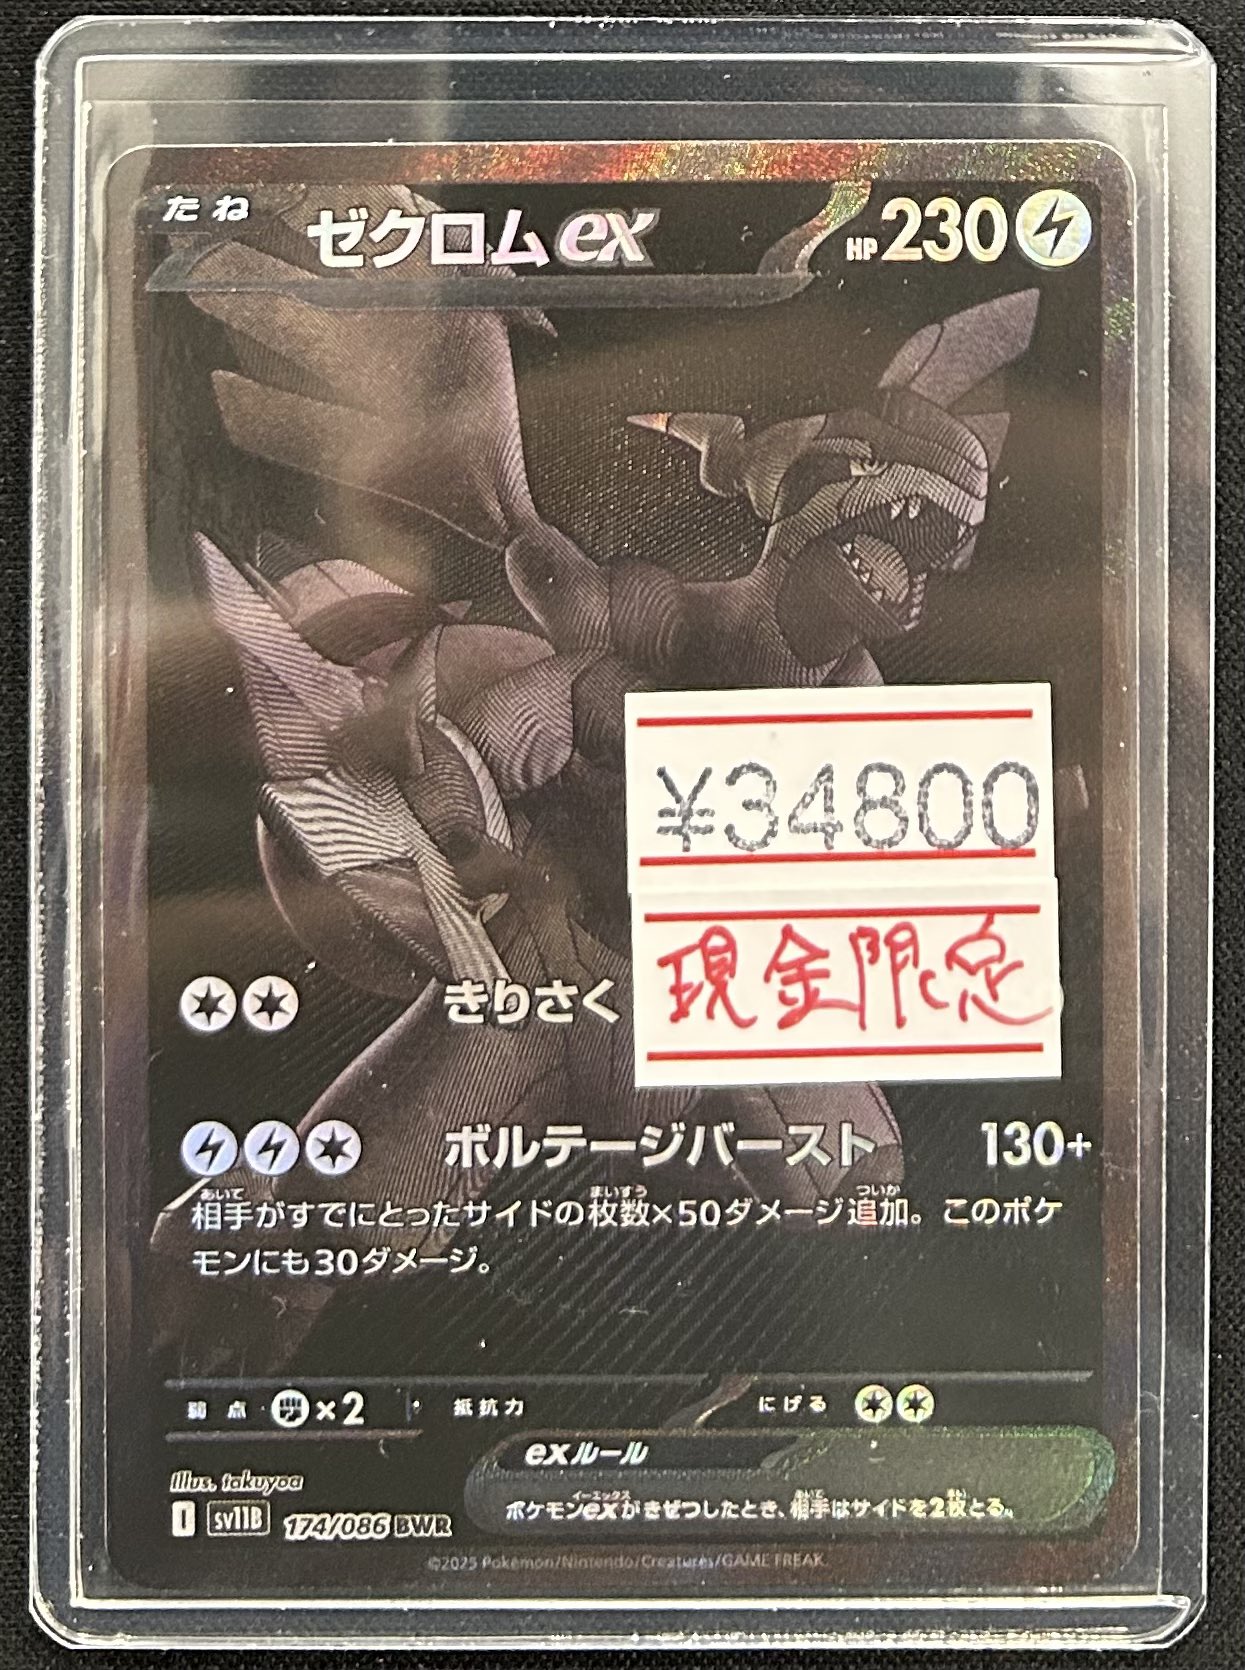 たね ゼクロムex HP230
¥34800
現金限定
きりさく
ボルテージバースト 130+
相手がすでにとったサイドの枚数×50ダメージ追加。このポケ
モンにも30ダメージ。
弱点 ×2 抵抗力 にげる
exルール
ポケモンexがきぜつしたとき、相手はサイドを2枚とる。
Illus. takuyoa
I sv11B 174/086 BWR
©2025 Pokémon/Nintendo/Creatures/GAME FREAK.